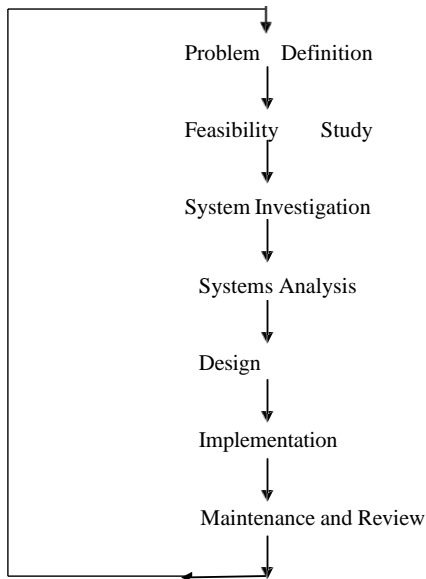 Problem Definition
Feasibility Study
System Investigation
Systems Analysis
Design
Implementation
Maintenance and Review